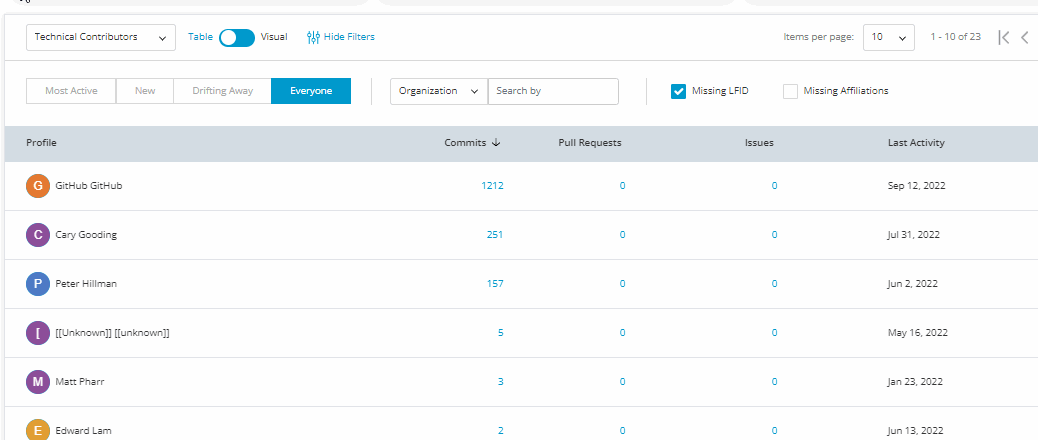 Technical Contributors Table Visual Hide Filters Items per page: 10 1 - 10 of 23
Most Active New Drifting Away Everyone Organization Search by Missing LFID Missing Affiliations
Profile Commits Pull Requests Issues Last Activity
G GitHub GitHub 1212 0 0 Sep 12, 2022
C Cary Gooding 251 0 0 Jul 31, 2022
P Peter Hillman 157 0 0 Jun 2, 2022
[ [[Unknown]] [[unknown]] 5 0 0 May 16, 2022
M Matt Pharr 3 0 0 Jan 23, 2022
E Edward Lam 2 0 0 Jun 13, 2022